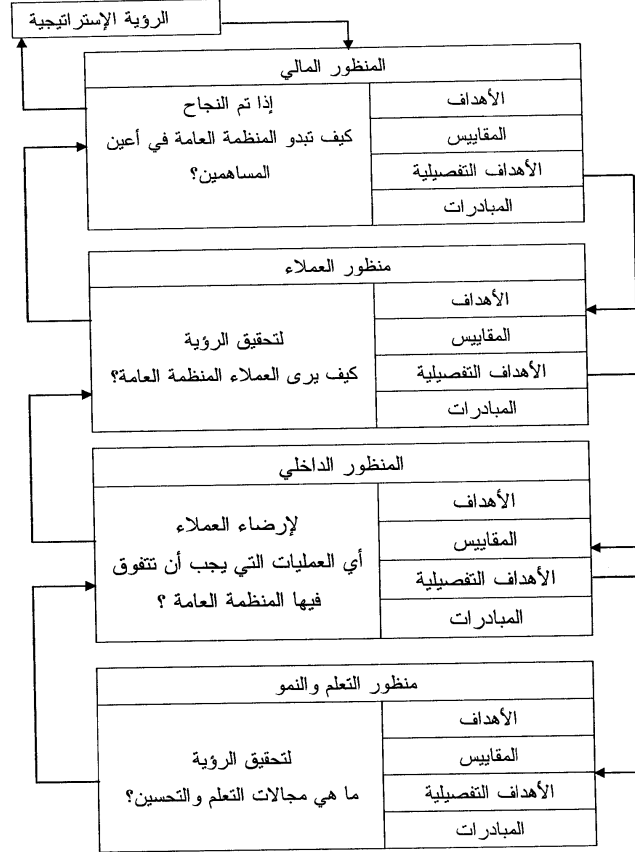 الرؤية الإستراتيجية
المنظور المالي
الأهداف
المقاييس
الأهداف التفصيلية
المبادرات
إذا تم النجاح
كيف تبدو المنظمة العامة في أعين
المساهمين؟
منظور العملاء
الأهداف
المقاييس
الأهداف التفصيلية
المبادرات
لتحقيق الرؤية
كيف يرى العملاء المنظمة العامة؟
المنظور الداخلي
الأهداف
المقاييس
الأهداف التفصيلية
المبادرات
لإرضاء العملاء
أي العمليات التي يجب أن تتفوق
فيها المنظمة العامة ؟
منظور التعلم والنمو
الأهداف
المقاييس
الأهداف التفصيلية
المبادرات
لتحقيق الرؤية
ما هي مجالات التعلم والتحسين؟